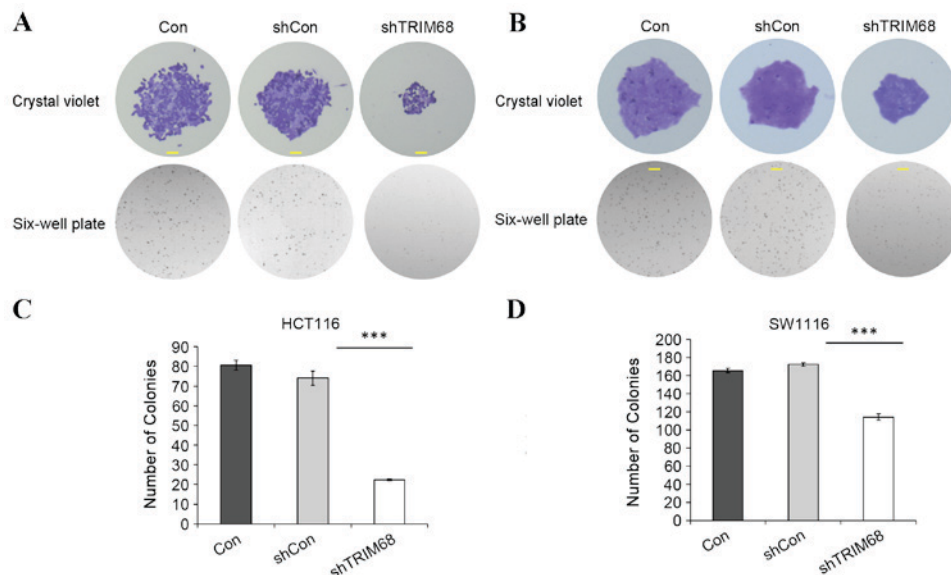 A
Con
shCon
shTRIM68
Crystal violet
Six-well plate
B
Con
shCon
shTRIM68
Crystal violet
Six-well plate
C
HCT116
***
Number of Colonies
90
80
70
60
50
40
30
20
10
0
Con
shCon
shTRIM68
D
SW1116
***
Number of Colonies
200
180
160
140
120
100
80
60
40
20
0
Con
shCon
shTRIM68